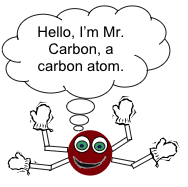 Hello, I'm Mr.
Carbon, a
carbon atom.